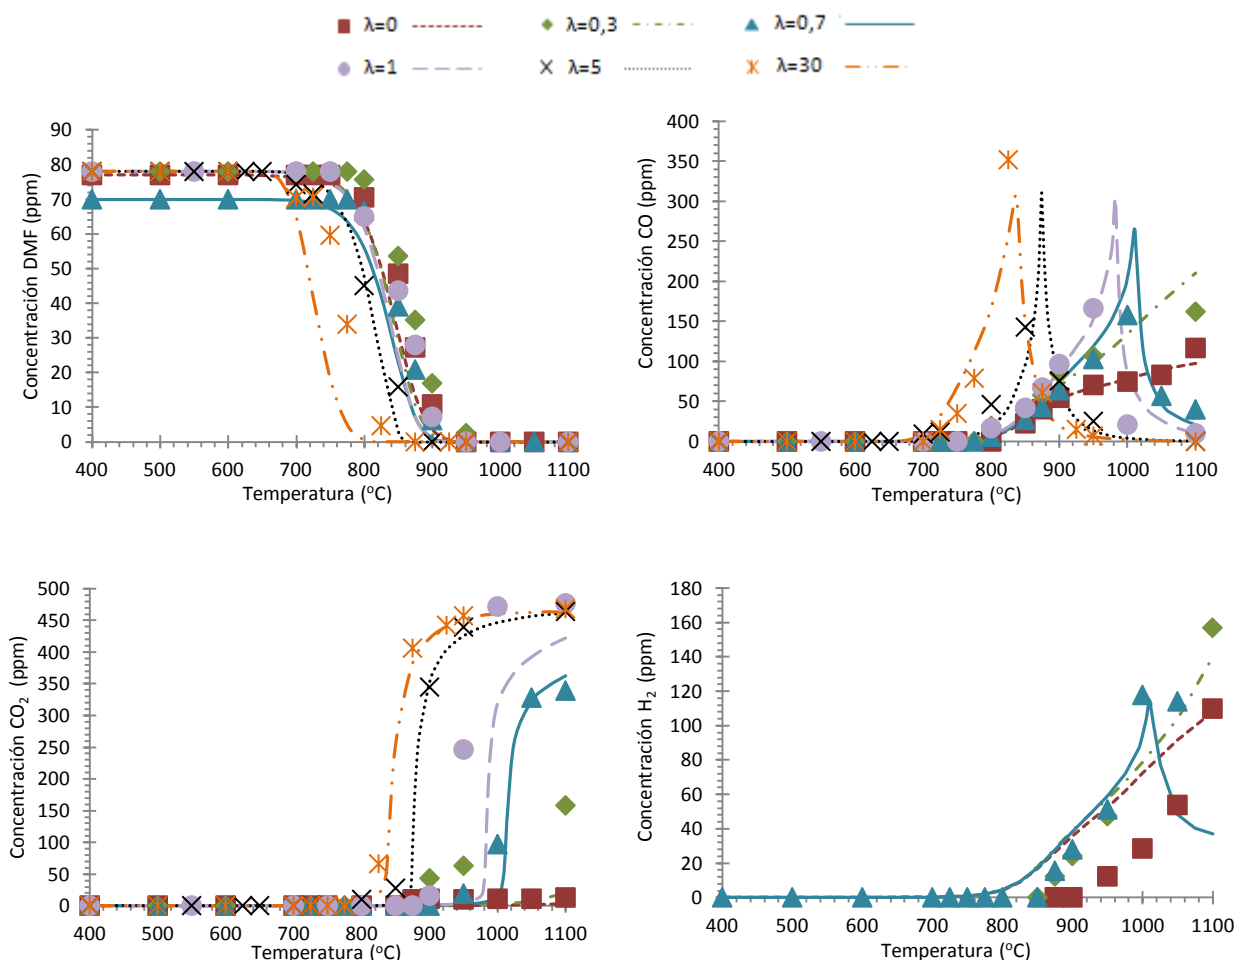 λ=0 λ=0,3 λ=0,7
λ=1 λ=5 λ=30
Concentración DMF (ppm)
90
80
70
60
50
40
30
20
10
0
400 500 600 700 800 900 1000 1100
Temperatura (ºC)
Concentración CO (ppm)
400
350
300
250
200
150
100
50
0
400 500 600 700 800 900 1000 1100
Temperatura (ºC)
Concentración CO₂ (ppm)
500
450
400
350
300
250
200
150
100
50
0
400 500 600 700 800 900 1000 1100
Temperatura (ºC)
Concentración H₂ (ppm)
180
160
140
120
100
80
60
40
20
0
400 500 600 700 800 900 1000 1100
Temperatura (ºC)